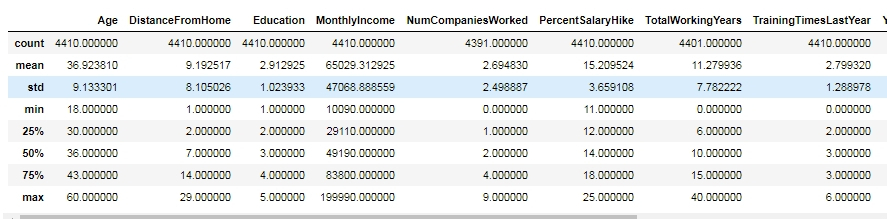 Age DistanceFromHome Education MonthlyIncome NumCompaniesWorked PercentSalaryHike TotalWorkingYears TrainingTimesLastYear
count 4410.000000 4410.000000 4410.000000 4410.000000 4391.000000 4410.000000 4401.000000 4410.000000
mean 36.923810 9.192517 2.912925 65029.312925 2.694830 15.209524 11.279936 2.799320
std 9.133301 8.105026 1.023933 47068.888559 2.498887 3.659108 7.782222 1.288978
min 18.000000 1.000000 1.000000 10090.000000 0.000000 11.000000 0.000000 0.000000
25% 30.000000 2.000000 2.000000 29110.000000 1.000000 12.000000 6.000000 2.000000
50% 36.000000 7.000000 3.000000 49190.000000 2.000000 14.000000 10.000000 3.000000
75% 43.000000 14.000000 4.000000 83800.000000 4.000000 18.000000 15.000000 3.000000
max 60.000000 29.000000 5.000000 199990.000000 9.000000 25.000000 40.000000 6.000000